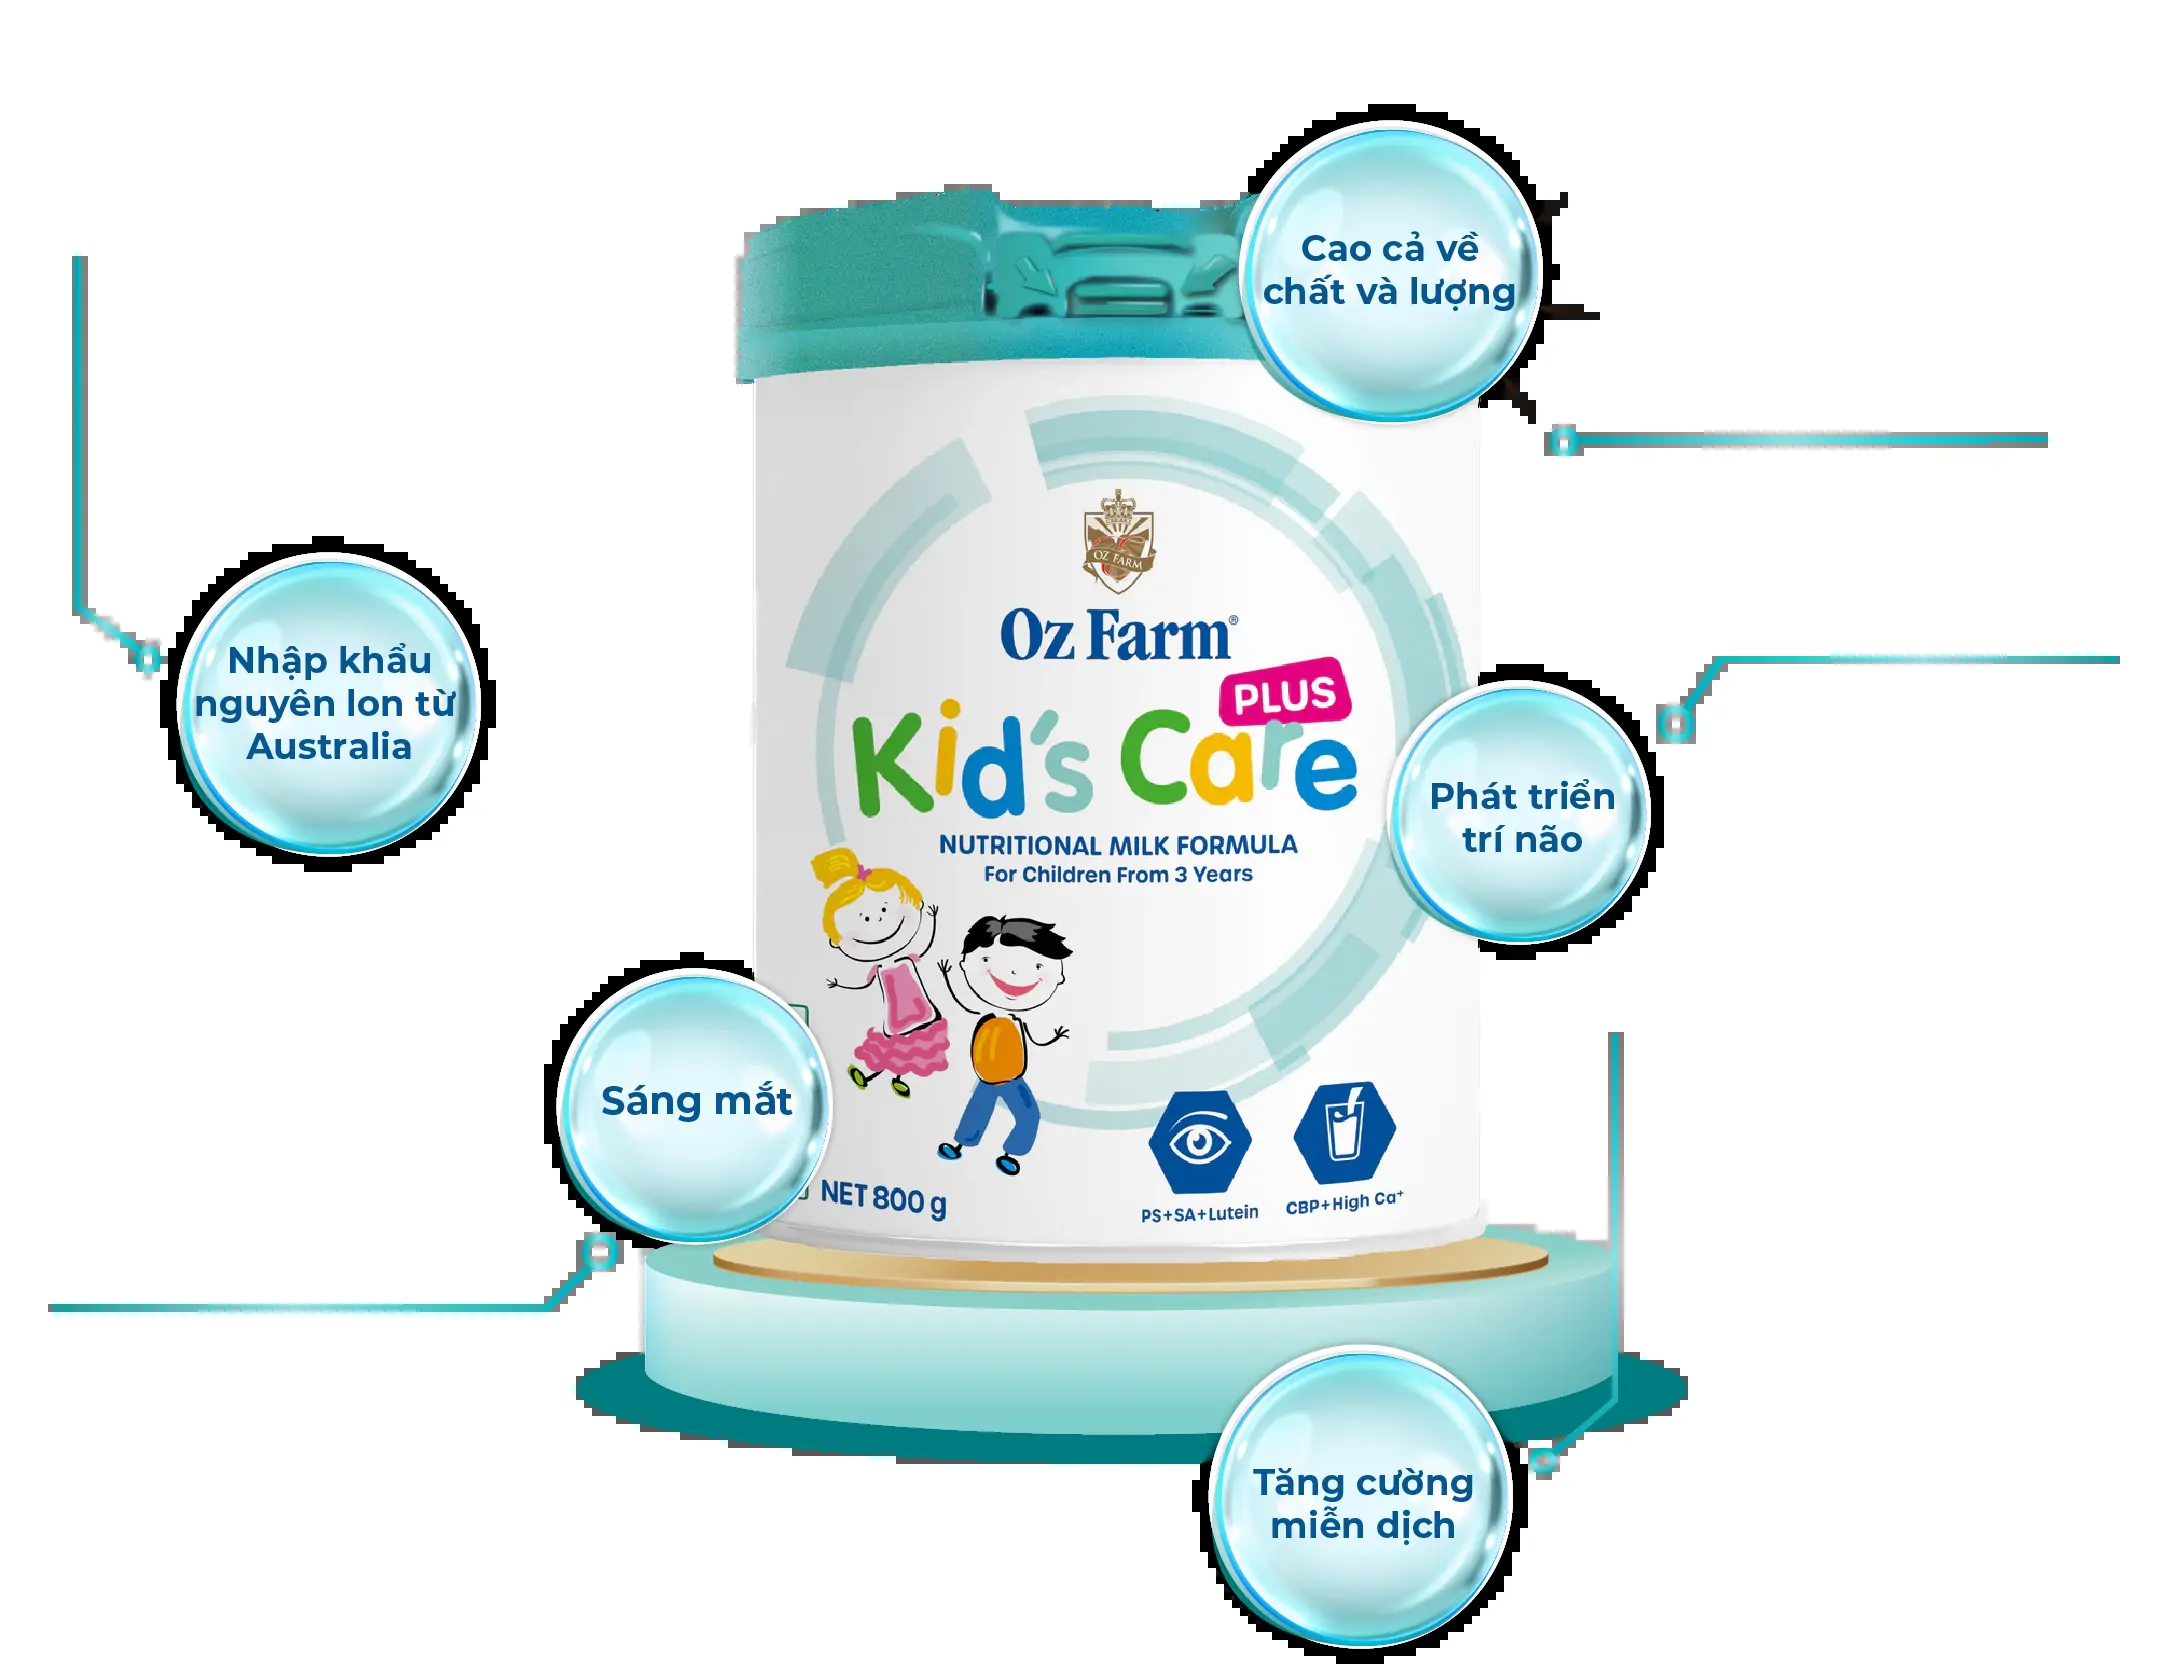 Cao cả về
chất và lượng
OZ FARM
Oz Farm®
PLUS
Kid's Care
NUTRITIONAL MILK FORMULA
For Children From 3 Years
Nhập khẩu
nguyên lon từ
Australia
Phát triển
trí não
Sáng mắt
NET 800 g
PS+SA+Lutein
CBP+High Ca⁺
Tăng cường
miễn dịch